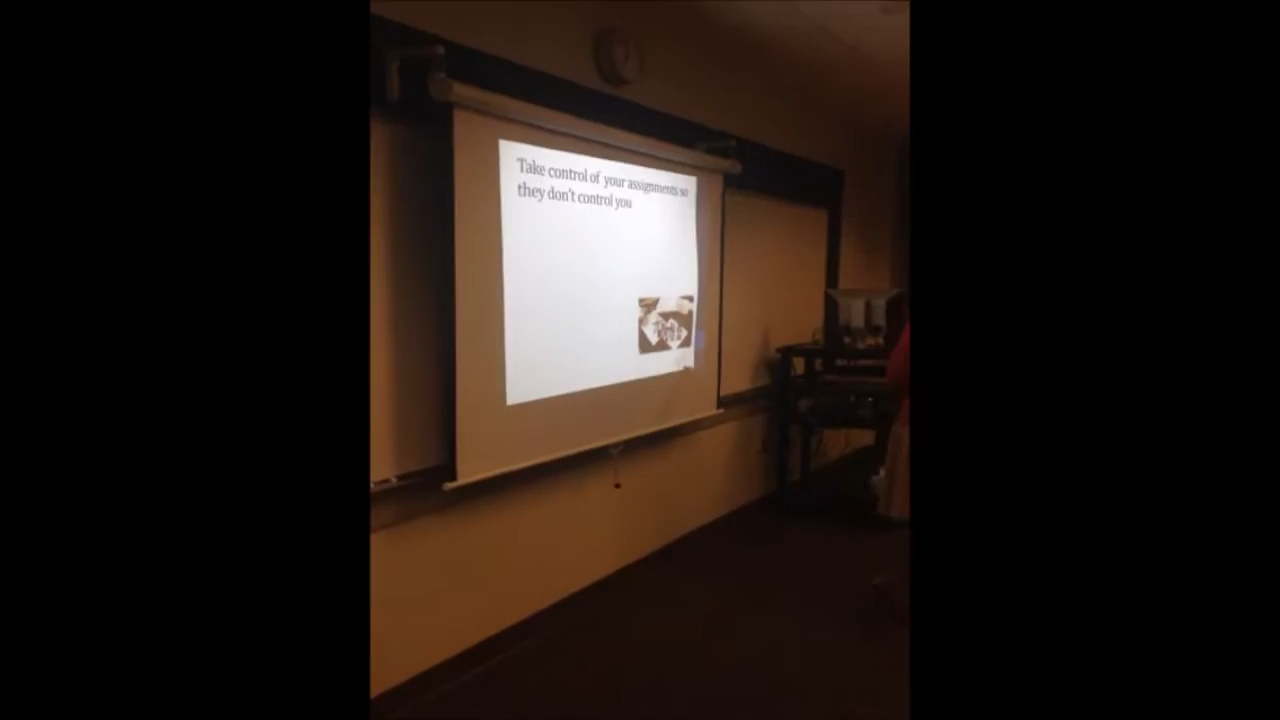 Take control of your assignments so
they don't control you